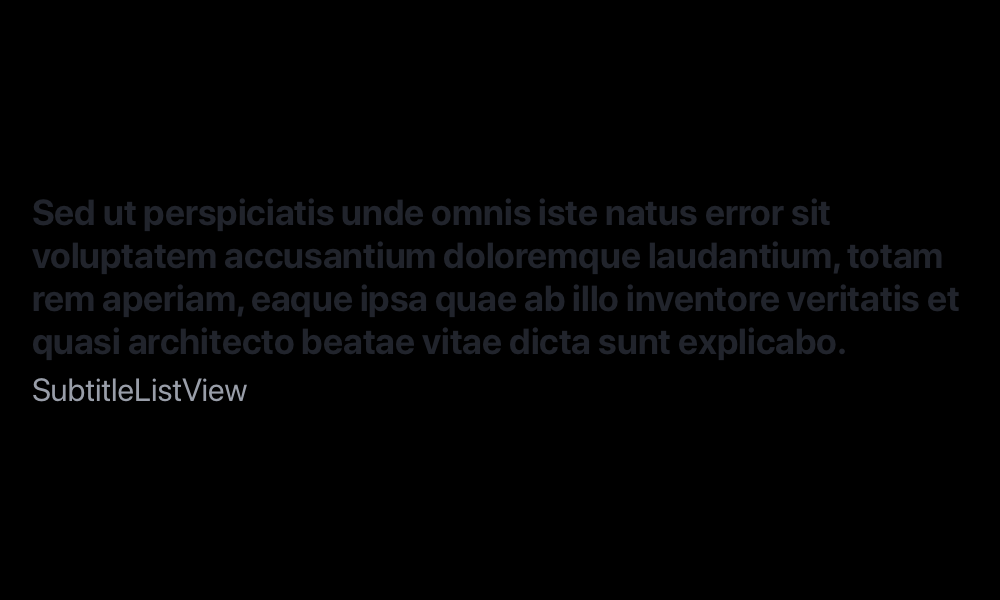 Sed ut perspiciatis unde omnis iste natus error sit
voluptatem accusantium doloremque laudantium, totam
rem aperiam, eaque ipsa quae ab illo inventore veritatis et
quasi architecto beatae vitae dicta sunt explicabo.
SubtitleListView